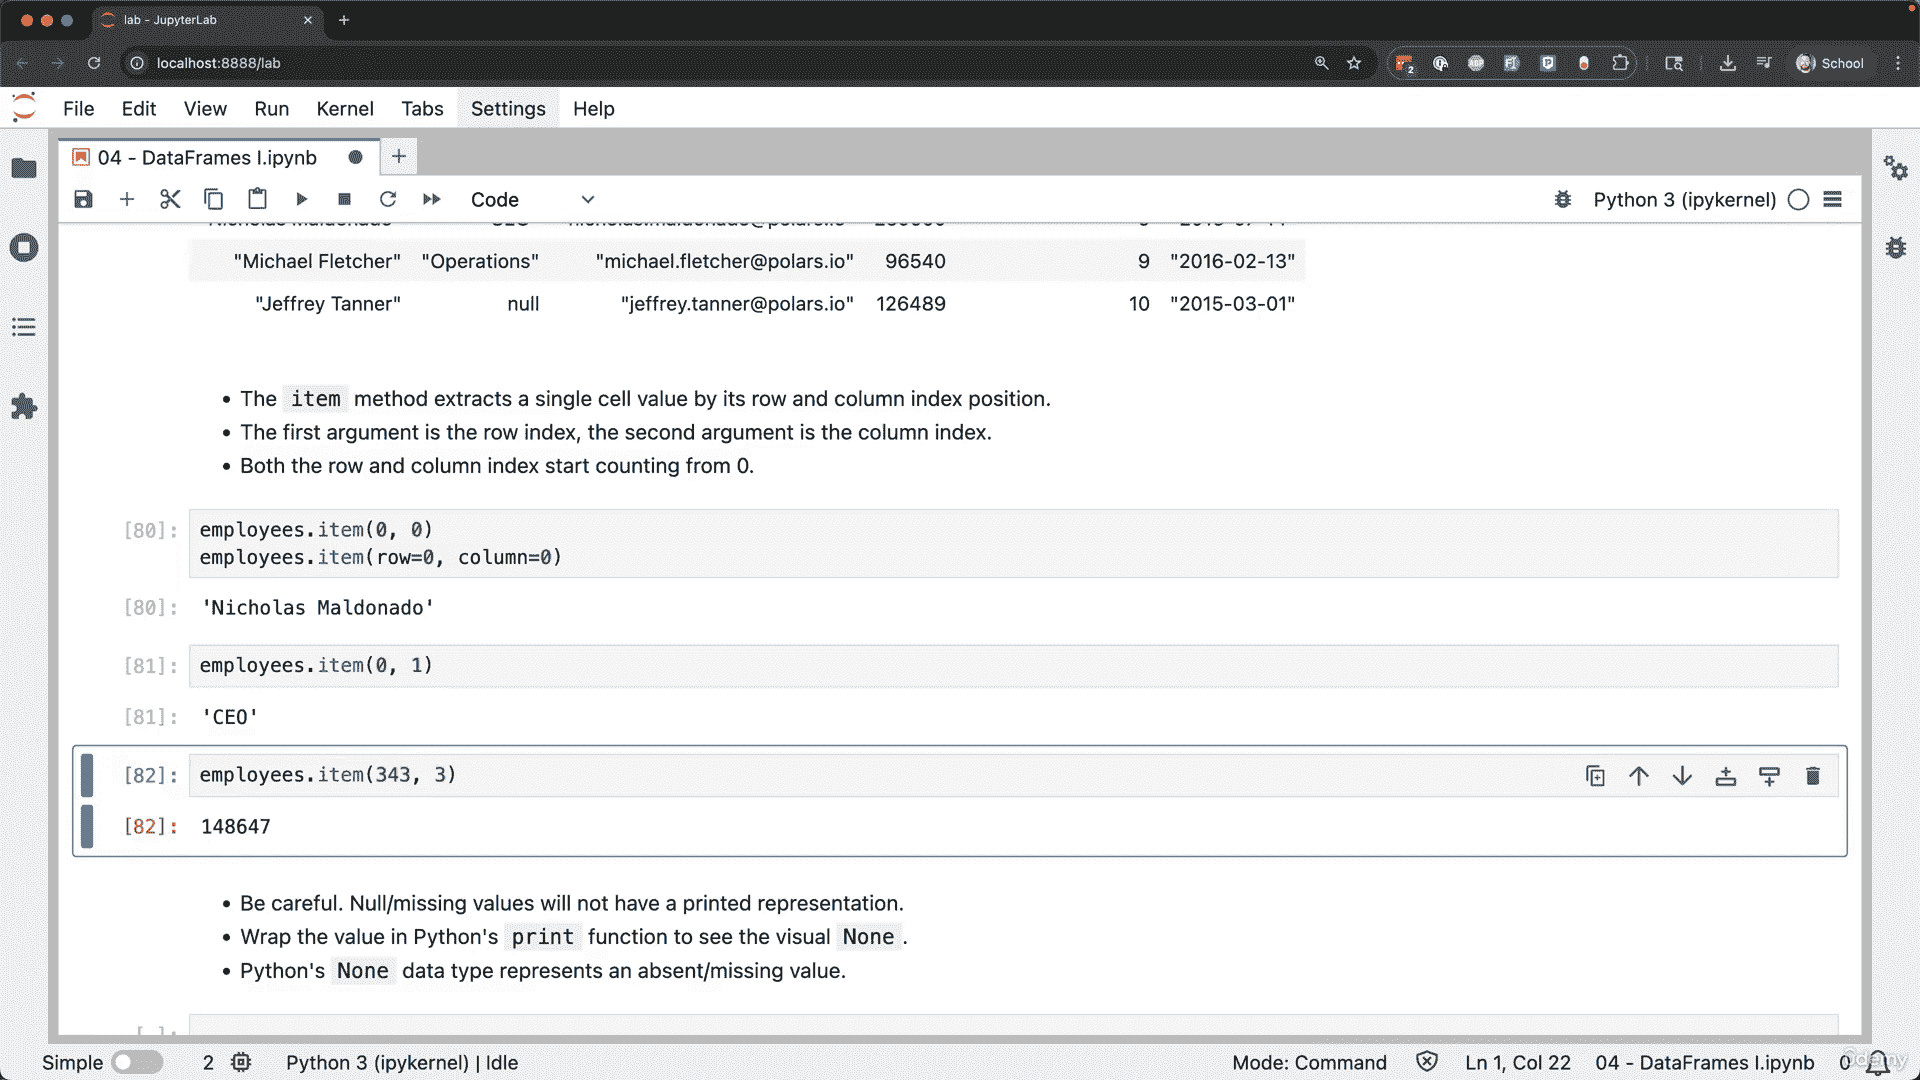 lab - JupyterLab
localhost:8888/lab
2
School
File Edit View Run Kernel Tabs Settings Help
04 - DataFrames I.ipynb
Code
Python 3 (ipykernel)
"Michael Fletcher" "Operations" "michael.fletcher@polars.io" 96540 9 "2016-02-13"
"Jeffrey Tanner" null "jeffrey.tanner@polars.io" 126489 10 "2015-03-01"
• The item method extracts a single cell value by its row and column index position.
• The first argument is the row index, the second argument is the column index.
• Both the row and column index start counting from 0.
[80]: employees.item(0, 0)
employees.item(row=0, column=0)
[80]: 'Nicholas Maldonado'
[81]: employees.item(0, 1)
[81]: 'CEO'
[82]: employees.item(343, 3)
[82]: 148647
• Be careful. Null/missing values will not have a printed representation.
• Wrap the value in Python's print function to see the visual None.
• Python's None data type represents an absent/missing value.
[ ]:
Simple 2 Python 3 (ipykernel) | Idle Mode: Command Ln 1, Col 22 04 - DataFrames I.ipynb 0
Udemy